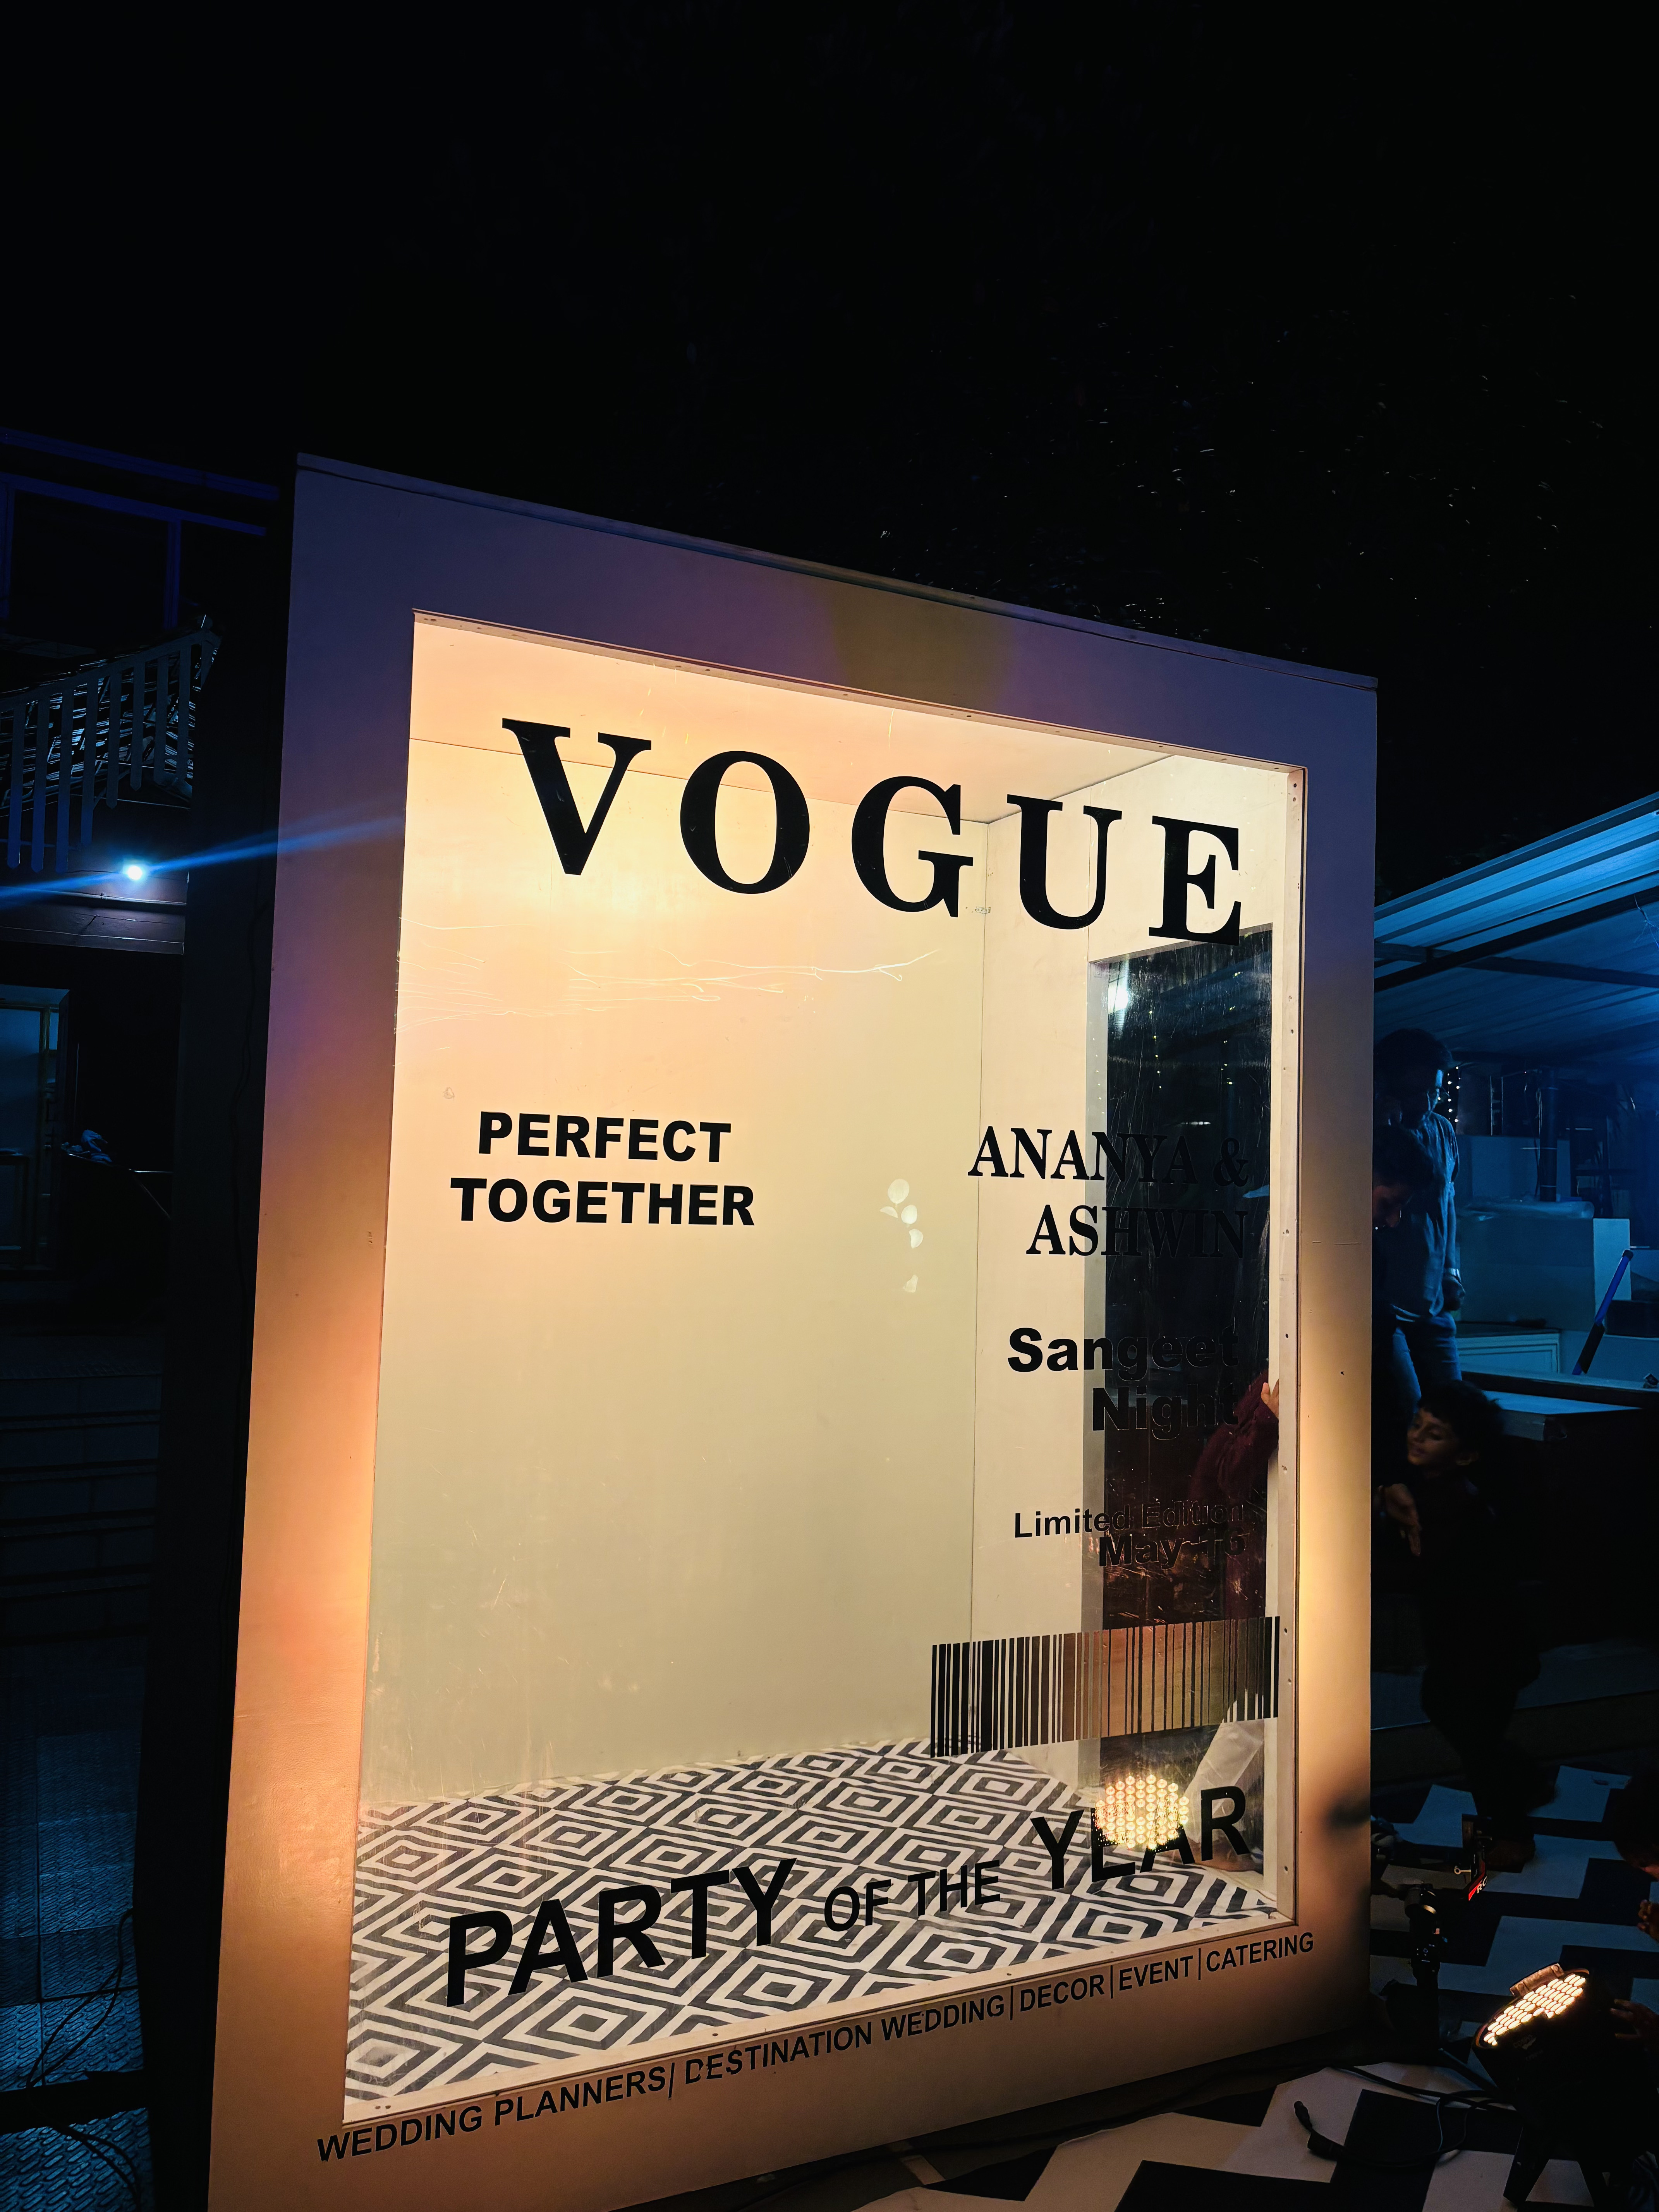 VOGUE
PERFECT
TOGETHER
ANANYA &
ASHWIN
Sangeet
Night
Limited Edition
May
PARTY OF THE YEAR
WEDDING PLANNERS| DESTINATION WEDDING|DECOR|EVENT|CATERING